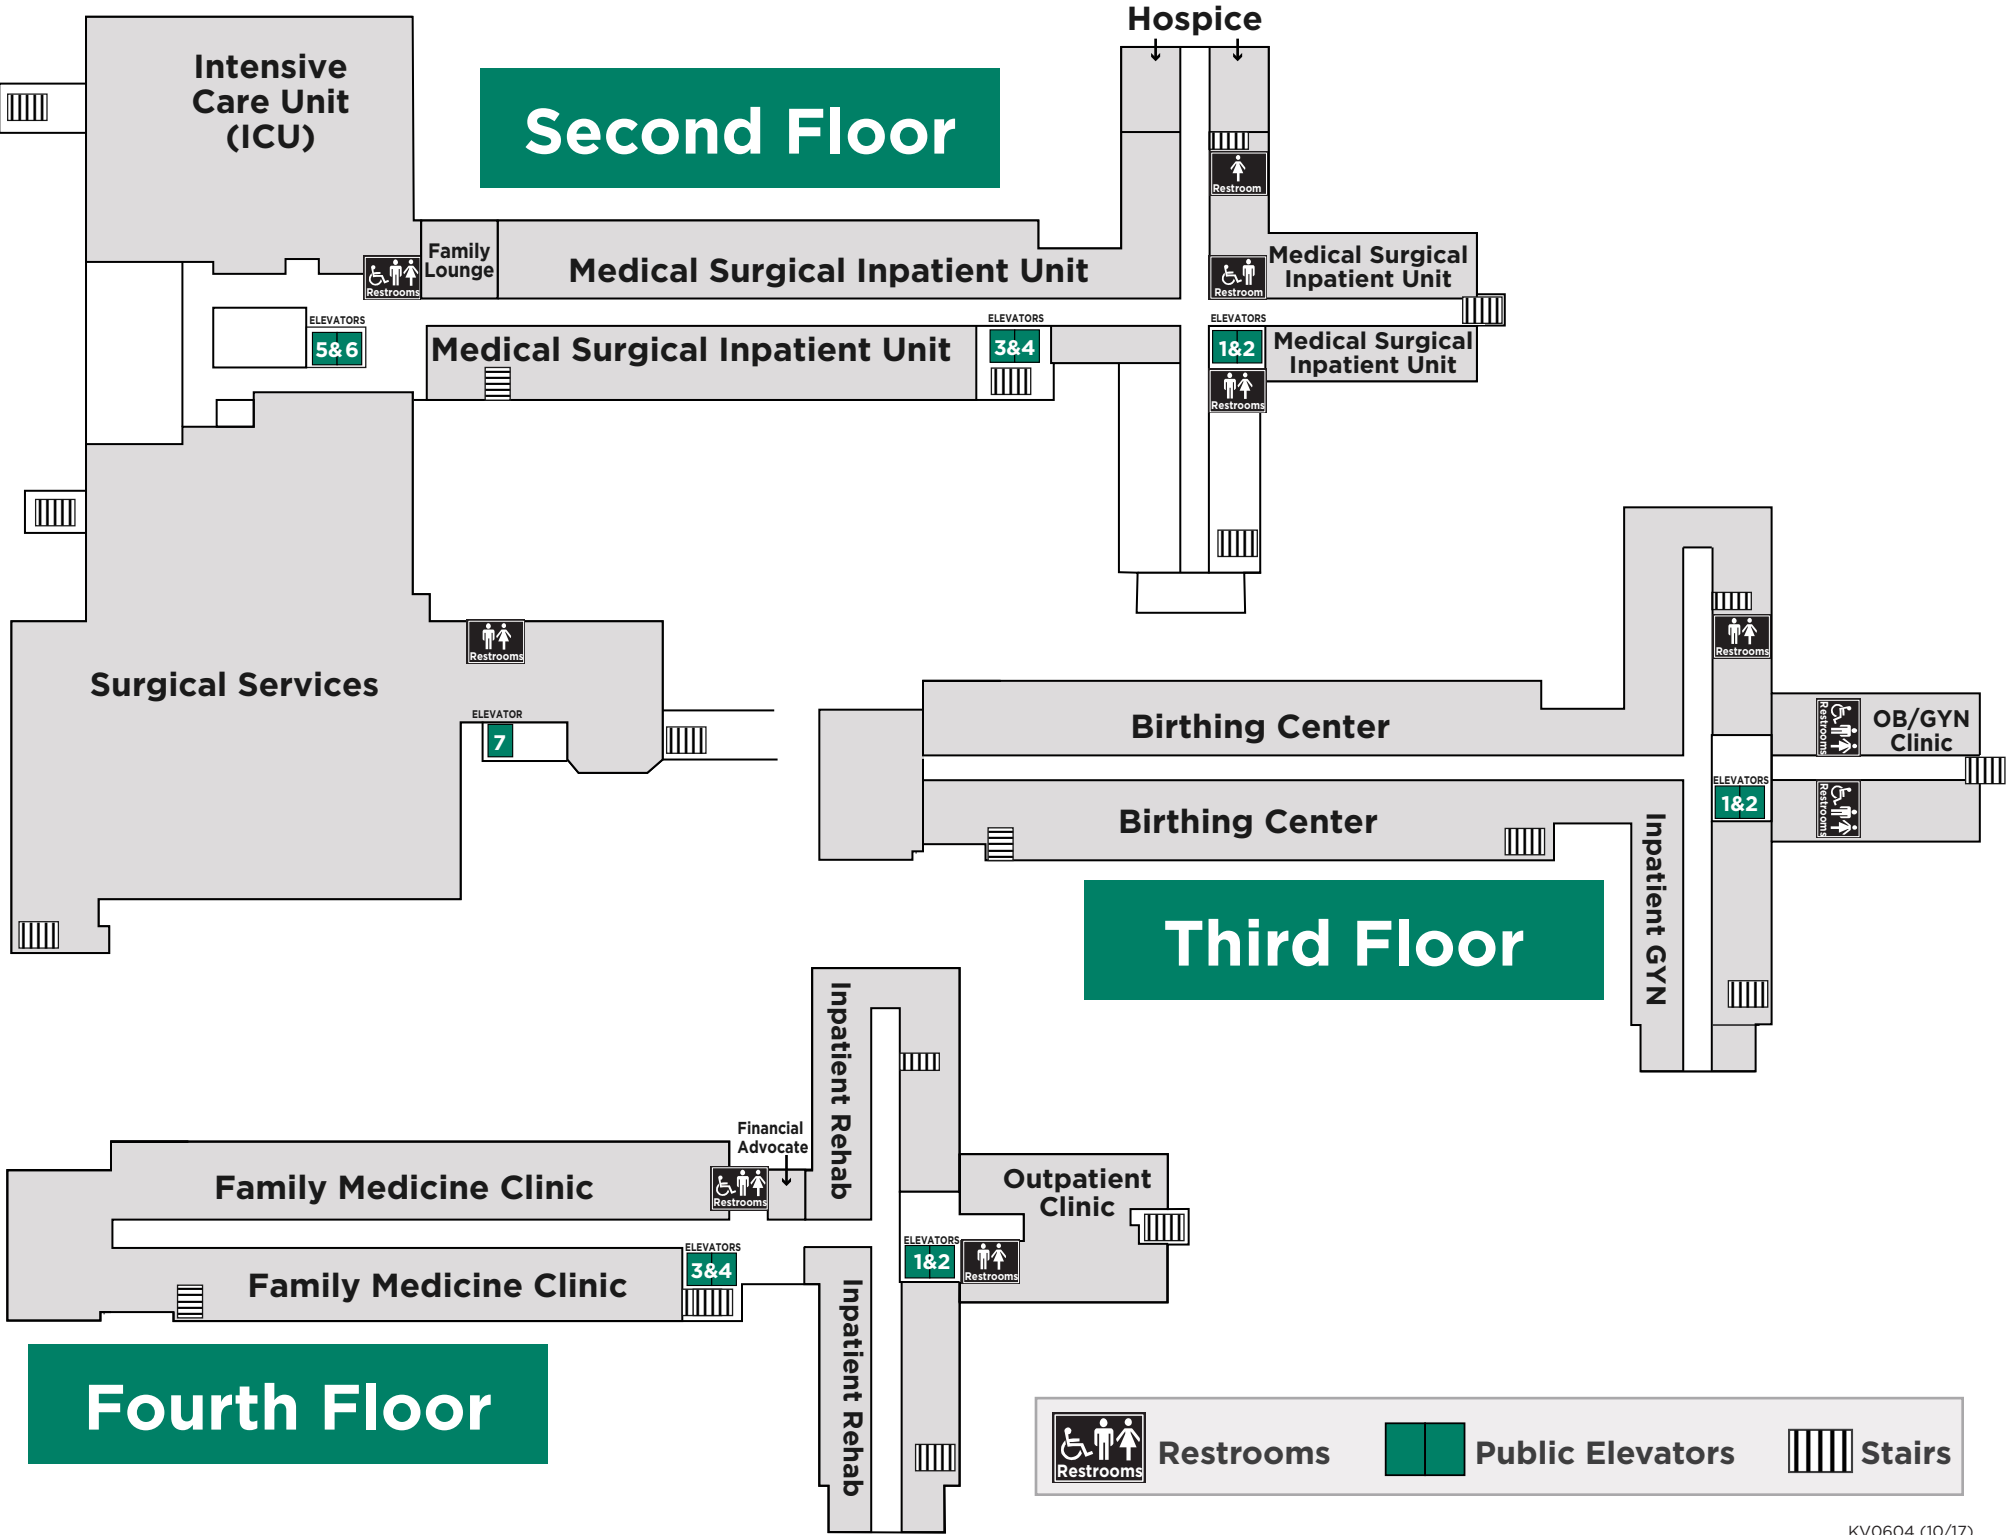 Hospice
Intensive
Care Unit
(ICU)
Second Floor
Restroom
Family
Lounge
Restrooms
Medical Surgical Inpatient Unit
Restroom
Medical Surgical
Inpatient Unit
ELEVATORS
5&6
Medical Surgical Inpatient Unit
ELEVATORS
3&4
ELEVATORS
1&2
Medical Surgical
Inpatient Unit
Restrooms
Restrooms
Surgical Services
ELEVATOR
7
Restrooms
Birthing Center
Restrooms
OB/GYN
Clinic
ELEVATORS
1&2
Birthing Center
Restrooms
Inpatient GYN
Third Floor
Inpatient Rehab
Financial
Advocate
Family Medicine Clinic
Restrooms
Outpatient
Clinic
ELEVATORS
3&4
ELEVATORS
1&2
Restrooms
Family Medicine Clinic
Inpatient Rehab
Fourth Floor
Restrooms
Restrooms
Public Elevators
Stairs
KV0604 (10/17)